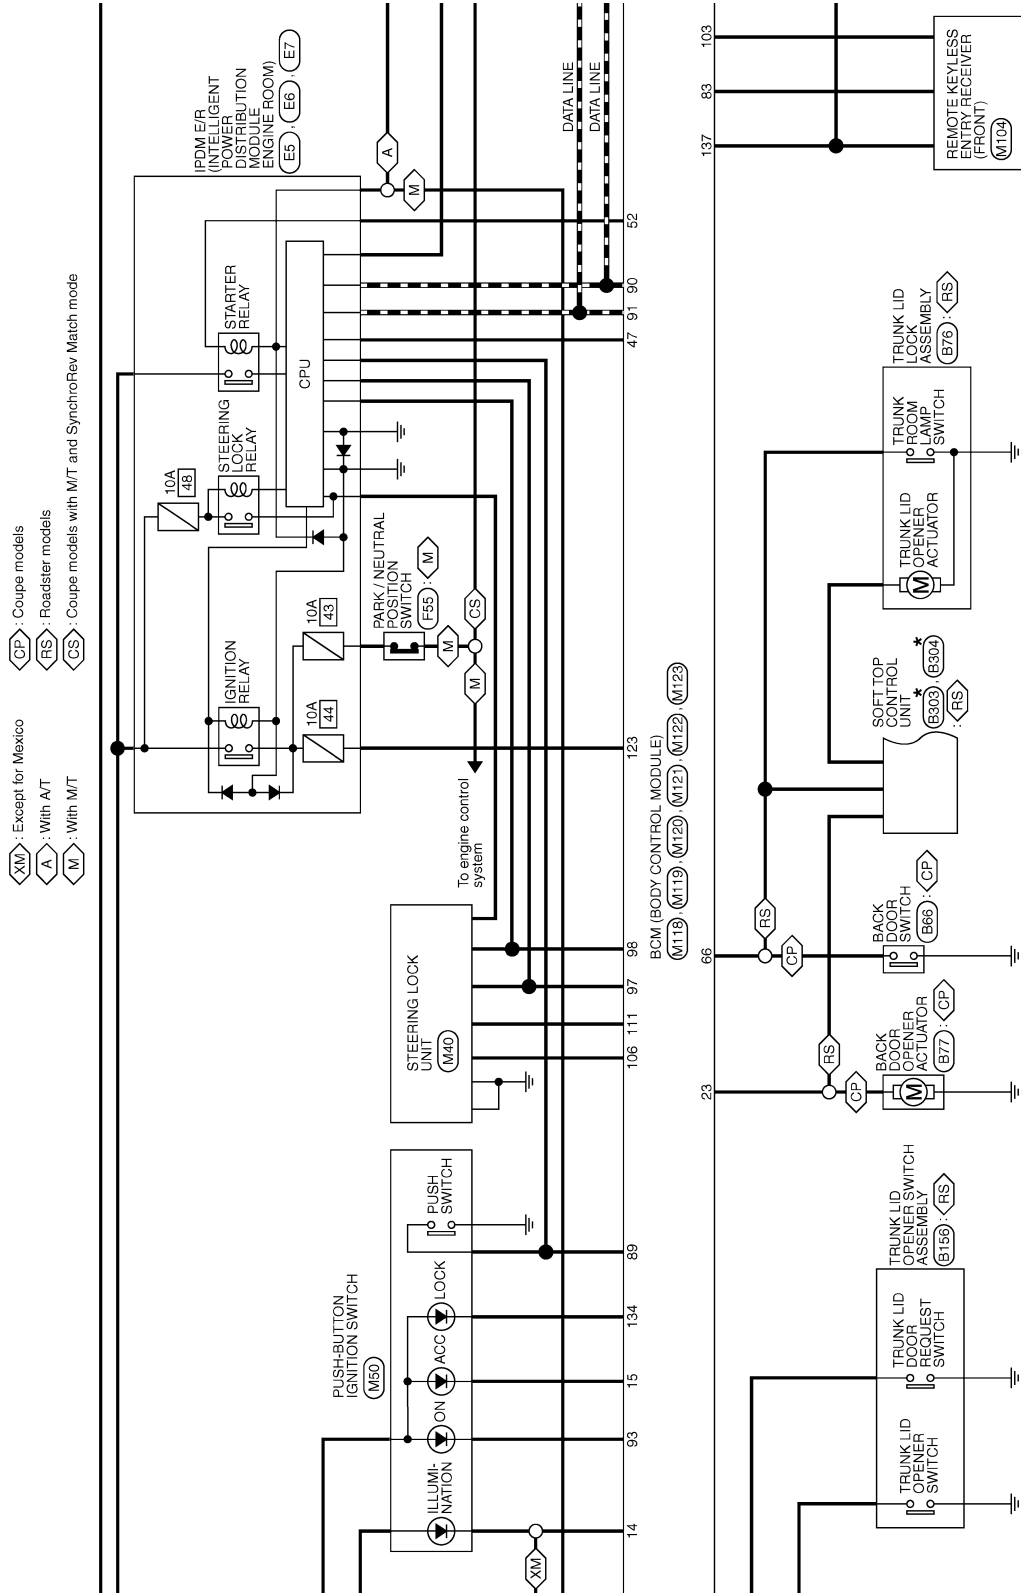 XM : Except for Mexico
A : With A/T
M : With M/T
CP : Coupe models
RS : Roadster models
CS : Coupe models with M/T and SynchroRev Match mode
IPDM E/R
(INTELLIGENT
POWER
DISTRIBUTION
MODULE
ENGINE ROOM)
E5 , E6 , E7
STARTER
RELAY
CPU
STEERING
LOCK
RELAY
10A
48
IGNITION
RELAY
10A
43
10A
44
PARK / NEUTRAL
POSITION
SWITCH
F55 : M
A
M
M
M
CS
To engine control
system
DATA LINE
DATA LINE
PUSH-BUTTON
IGNITION SWITCH
M50
ILLUMI-
NATION
ON
ACC
LOCK
PUSH
SWITCH
STEERING LOCK
UNIT
M40
XM
14
93
15
134
89
106
111
97
98
123
47
91
90
52
BCM (BODY CONTROL MODULE)
M118 , M119 , M120 , M121 , M122 , M123
23
66
137
83
103
RS
CP
RS
CP
TRUNK LID
OPENER SWITCH
ASSEMBLY
B156 : RS
TRUNK LID
OPENER
SWITCH
TRUNK LID
DOOR
REQUEST
SWITCH
BACK
DOOR
OPENER
ACTUATOR
B77 : CP
M
BACK
DOOR
SWITCH
B66 : CP
SOFT TOP
CONTROL
UNIT
B303 * , B304 *
: RS
TRUNK LID
LOCK
ASSEMBLY
B76 : RS
TRUNK LID
OPENER
ACTUATOR
M
TRUNK
ROOM
LAMP
SWITCH
REMOTE KEYLESS
ENTRY RECEIVER
(FRONT)
M104